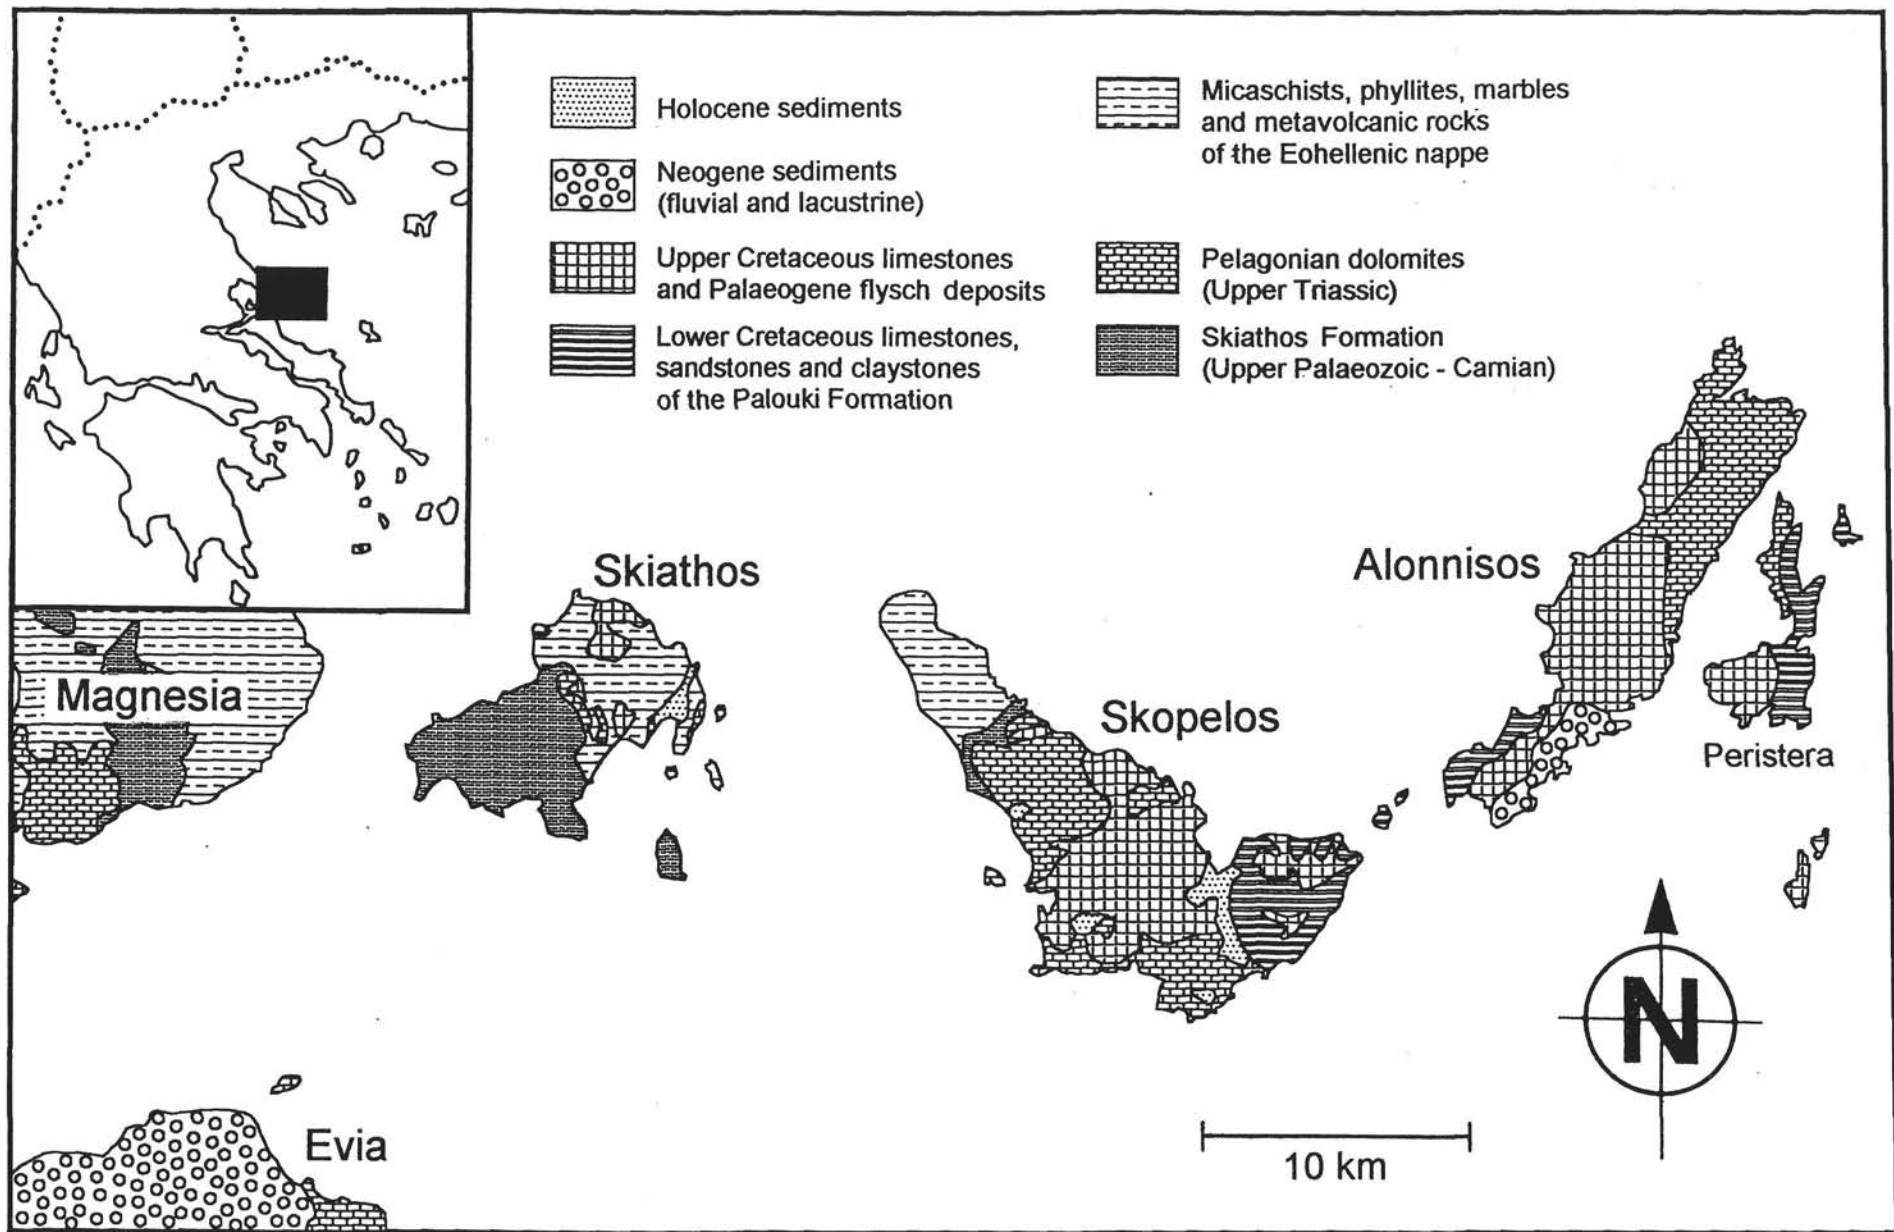 Holocene sediments
Neogene sediments
(fluvial and lacustrine)
Upper Cretaceous limestones
and Palaeogene flysch deposits
Lower Cretaceous limestones,
sandstones and claystones
of the Palouki Formation
Micaschists, phyllites, marbles
and metavolcanic rocks
of the Eohellenic nappe
Pelagonian dolomites
(Upper Triassic)
Skiathos Formation
(Upper Palaeozoic - Carnian)
Skiathos
Alonnisos
Magnesia
Skopelos
Peristera
Evia
10 km
N